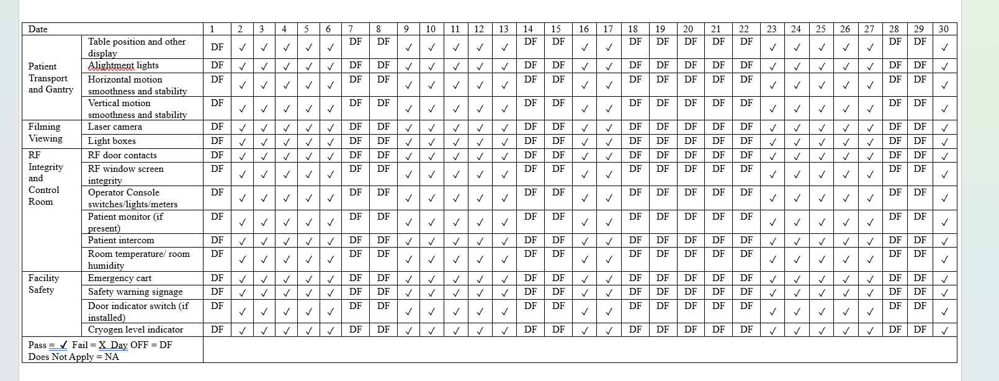 Date 1 2 3 4 5 6 7 8 9 10 11 12 13 14 15 16 17 18 19 20 21 22 23 24 25 26 27 28 29 30
Patient
Transport
and Gantry
Table position and other
display
DF ✓ ✓ ✓ ✓ ✓ DF DF ✓ ✓ ✓ ✓ ✓ DF DF ✓ ✓ DF DF DF DF DF ✓ ✓ ✓ ✓ ✓ DF DF ✓
Alightment lights DF ✓ ✓ ✓ ✓ ✓ DF DF ✓ ✓ ✓ ✓ ✓ DF DF ✓ ✓ DF DF DF DF DF ✓ ✓ ✓ ✓ ✓ DF DF ✓
Horizontal motion
smoothness and stability
DF ✓ ✓ ✓ ✓ ✓ DF DF ✓ ✓ ✓ ✓ ✓ DF DF ✓ ✓ DF DF DF DF DF ✓ ✓ ✓ ✓ ✓ DF DF ✓
Vertical motion
smoothness and stability
DF ✓ ✓ ✓ ✓ ✓ DF DF ✓ ✓ ✓ ✓ ✓ DF DF ✓ ✓ DF DF DF DF DF ✓ ✓ ✓ ✓ ✓ DF DF ✓
Filming
Viewing
Laser camera DF ✓ ✓ ✓ ✓ ✓ DF DF ✓ ✓ ✓ ✓ ✓ DF DF ✓ ✓ DF DF DF DF DF ✓ ✓ ✓ ✓ ✓ DF DF ✓
Light boxes DF ✓ ✓ ✓ ✓ ✓ DF DF ✓ ✓ ✓ ✓ ✓ DF DF ✓ ✓ DF DF DF DF DF ✓ ✓ ✓ ✓ ✓ DF DF ✓
RF
Integrity
and
Control
Room
RF door contacts DF ✓ ✓ ✓ ✓ ✓ DF DF ✓ ✓ ✓ ✓ ✓ DF DF ✓ ✓ DF DF DF DF DF ✓ ✓ ✓ ✓ ✓ DF DF ✓
RF window screen
integrity
DF ✓ ✓ ✓ ✓ ✓ DF DF ✓ ✓ ✓ ✓ ✓ DF DF ✓ ✓ DF DF DF DF DF ✓ ✓ ✓ ✓ ✓ DF DF ✓
Operator Console
switches/lights/meters
DF ✓ ✓ ✓ ✓ ✓ DF DF ✓ ✓ ✓ ✓ ✓ DF DF ✓ ✓ DF DF DF DF DF ✓ ✓ ✓ ✓ ✓ DF DF ✓
Patient monitor (if
present)
DF ✓ ✓ ✓ ✓ ✓ DF DF ✓ ✓ ✓ ✓ ✓ DF DF ✓ ✓ DF DF DF DF DF ✓ ✓ ✓ ✓ ✓ DF DF ✓
Patient intercom DF ✓ ✓ ✓ ✓ ✓ DF DF ✓ ✓ ✓ ✓ ✓ DF DF ✓ ✓ DF DF DF DF DF ✓ ✓ ✓ ✓ ✓ DF DF ✓
Room temperature/ room
humidity
DF ✓ ✓ ✓ ✓ ✓ DF DF ✓ ✓ ✓ ✓ ✓ DF DF ✓ ✓ DF DF DF DF DF ✓ ✓ ✓ ✓ ✓ DF DF ✓
Facility
Safety
Emergency cart DF ✓ ✓ ✓ ✓ ✓ DF DF ✓ ✓ ✓ ✓ ✓ DF DF ✓ ✓ DF DF DF DF DF ✓ ✓ ✓ ✓ ✓ DF DF ✓
Safety warning signage DF ✓ ✓ ✓ ✓ ✓ DF DF ✓ ✓ ✓ ✓ ✓ DF DF ✓ ✓ DF DF DF DF DF ✓ ✓ ✓ ✓ ✓ DF DF ✓
Door indicator switch (if
installed)
DF ✓ ✓ ✓ ✓ ✓ DF DF ✓ ✓ ✓ ✓ ✓ DF DF ✓ ✓ DF DF DF DF DF ✓ ✓ ✓ ✓ ✓ DF DF ✓
Cryogen level indicator DF ✓ ✓ ✓ ✓ ✓ DF DF ✓ ✓ ✓ ✓ ✓ DF DF ✓ ✓ DF DF DF DF DF ✓ ✓ ✓ ✓ ✓ DF DF ✓
Pass = ✓ Fail = X Day OFF = DF
Does Not Apply = NA